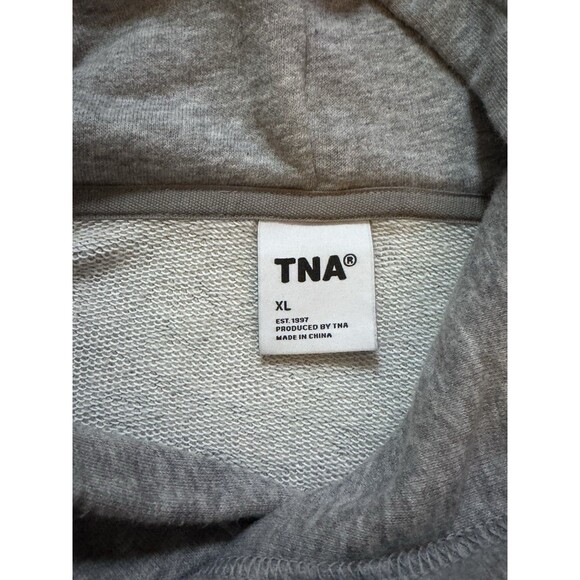 TNA®
XL
EST. 1997
PRODUCED BY TNA
MADE IN CHINA